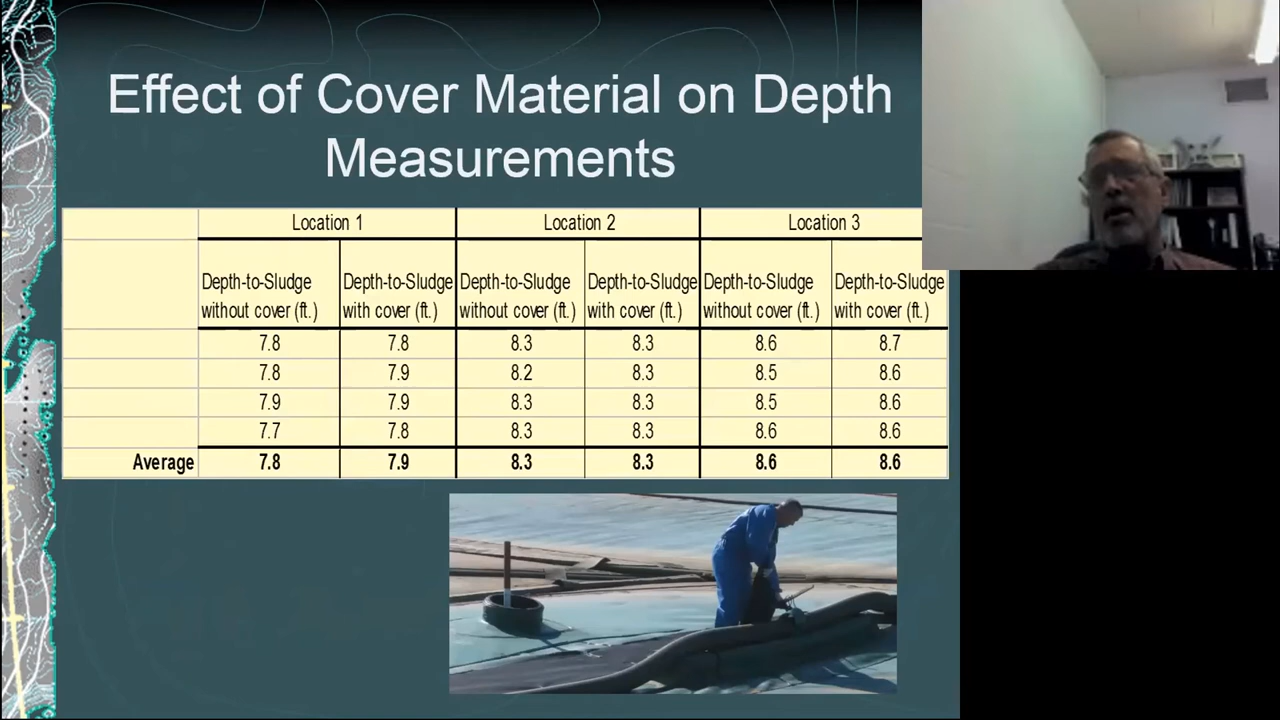 Effect of Cover Material on Depth
Measurements
Location 1 Location 2 Location 3
Depth-to-Sludge Depth-to-Sludge Depth-to-Sludge Depth-to-Sludge Depth-to-Sludge Depth-to-Sludge
without cover (ft.) with cover (ft.) without cover (ft.) with cover (ft.) without cover (ft.) with cover (ft.)
7.8 7.8 8.3 8.3 8.6 8.7
7.8 7.9 8.2 8.3 8.5 8.6
7.9 7.9 8.3 8.3 8.5 8.6
7.7 7.8 8.3 8.3 8.6 8.6
Average 7.8 7.9 8.3 8.3 8.6 8.6